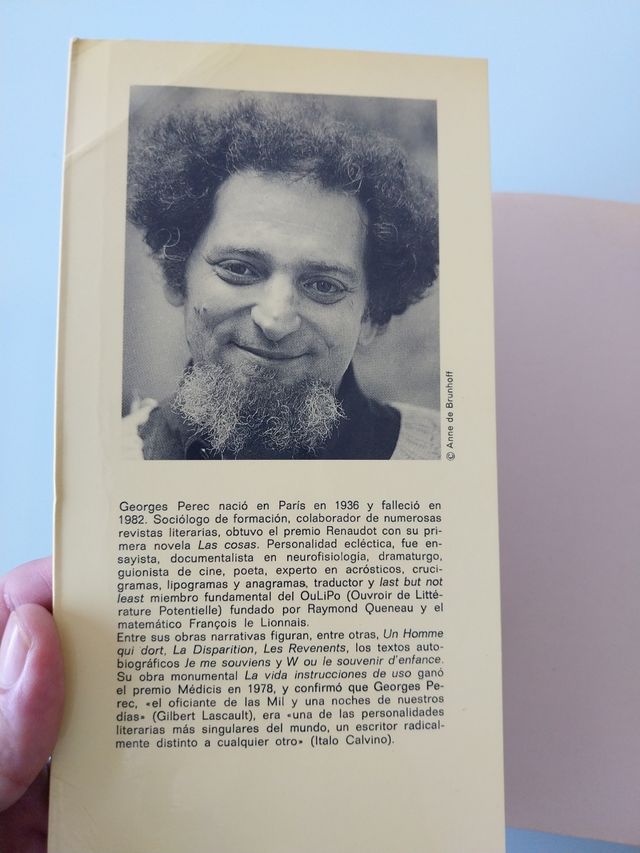 © Anne de Brunhoff
Georges Perec nació en París en 1936 y falleció en
1982. Sociólogo de formación, colaborador de numerosas
revistas literarias, obtuvo el premio Renaudot con su pri-
mera novela Las cosas. Personalidad ecléctica, fue en-
sayista, documentalista en neurofisiología, dramaturgo,
guionista de cine, poeta, experto en acrósticos, cruci-
gramas, lipogramas y anagramas, traductor y last but not
least miembro fundamental del OuLiPo (Ouvroir de Litté-
rature Potentielle) fundado por Raymond Queneau y el
matemático François le Lionnais.
Entre sus obras narrativas figuran, entre otras, Un Homme
qui dort, La Disparition, Les Revenents, los textos auto-
biográficos Je me souviens y W ou le souvenir d'enfance.
Su obra monumental La vida instrucciones de uso ganó
el premio Médicis en 1978, y confirmó que Georges Pe-
rec, «el oficiante de las Mil y una noches de nuestros
días» (Gilbert Lascault), era «una de las personalidades
literarias más singulares del mundo, un escritor radical-
mente distinto a cualquier otro» (Italo Calvino).